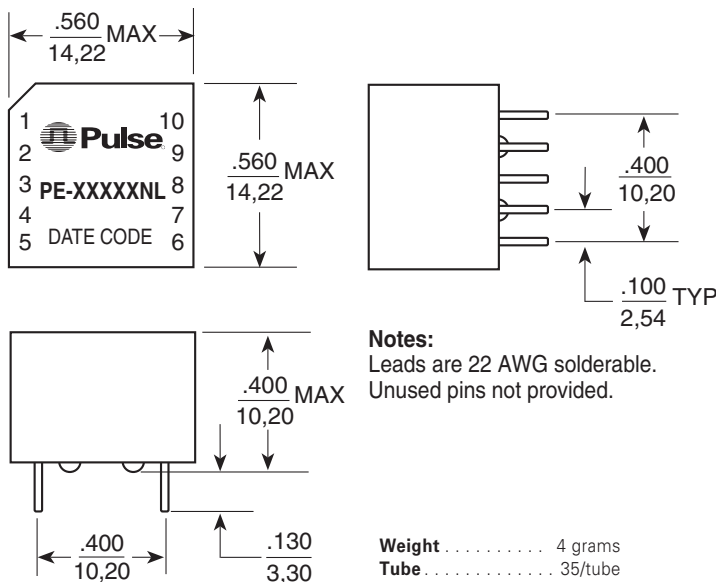 .560
14,22 MAX
1 10
Pulse
2 9
3 PE-XXXXXNL 8
4 7
5 DATE CODE 6
.560
14,22 MAX
.400
10,20
.100
2,54 TYP
.400
10,20 MAX
.400
10,20
.130
3,30
Notes:
Leads are 22 AWG solderable.
Unused pins not provided.
Weight . . . . . . . . . . . 4 grams
Tube . . . . . . . . . . . . . 35/tube